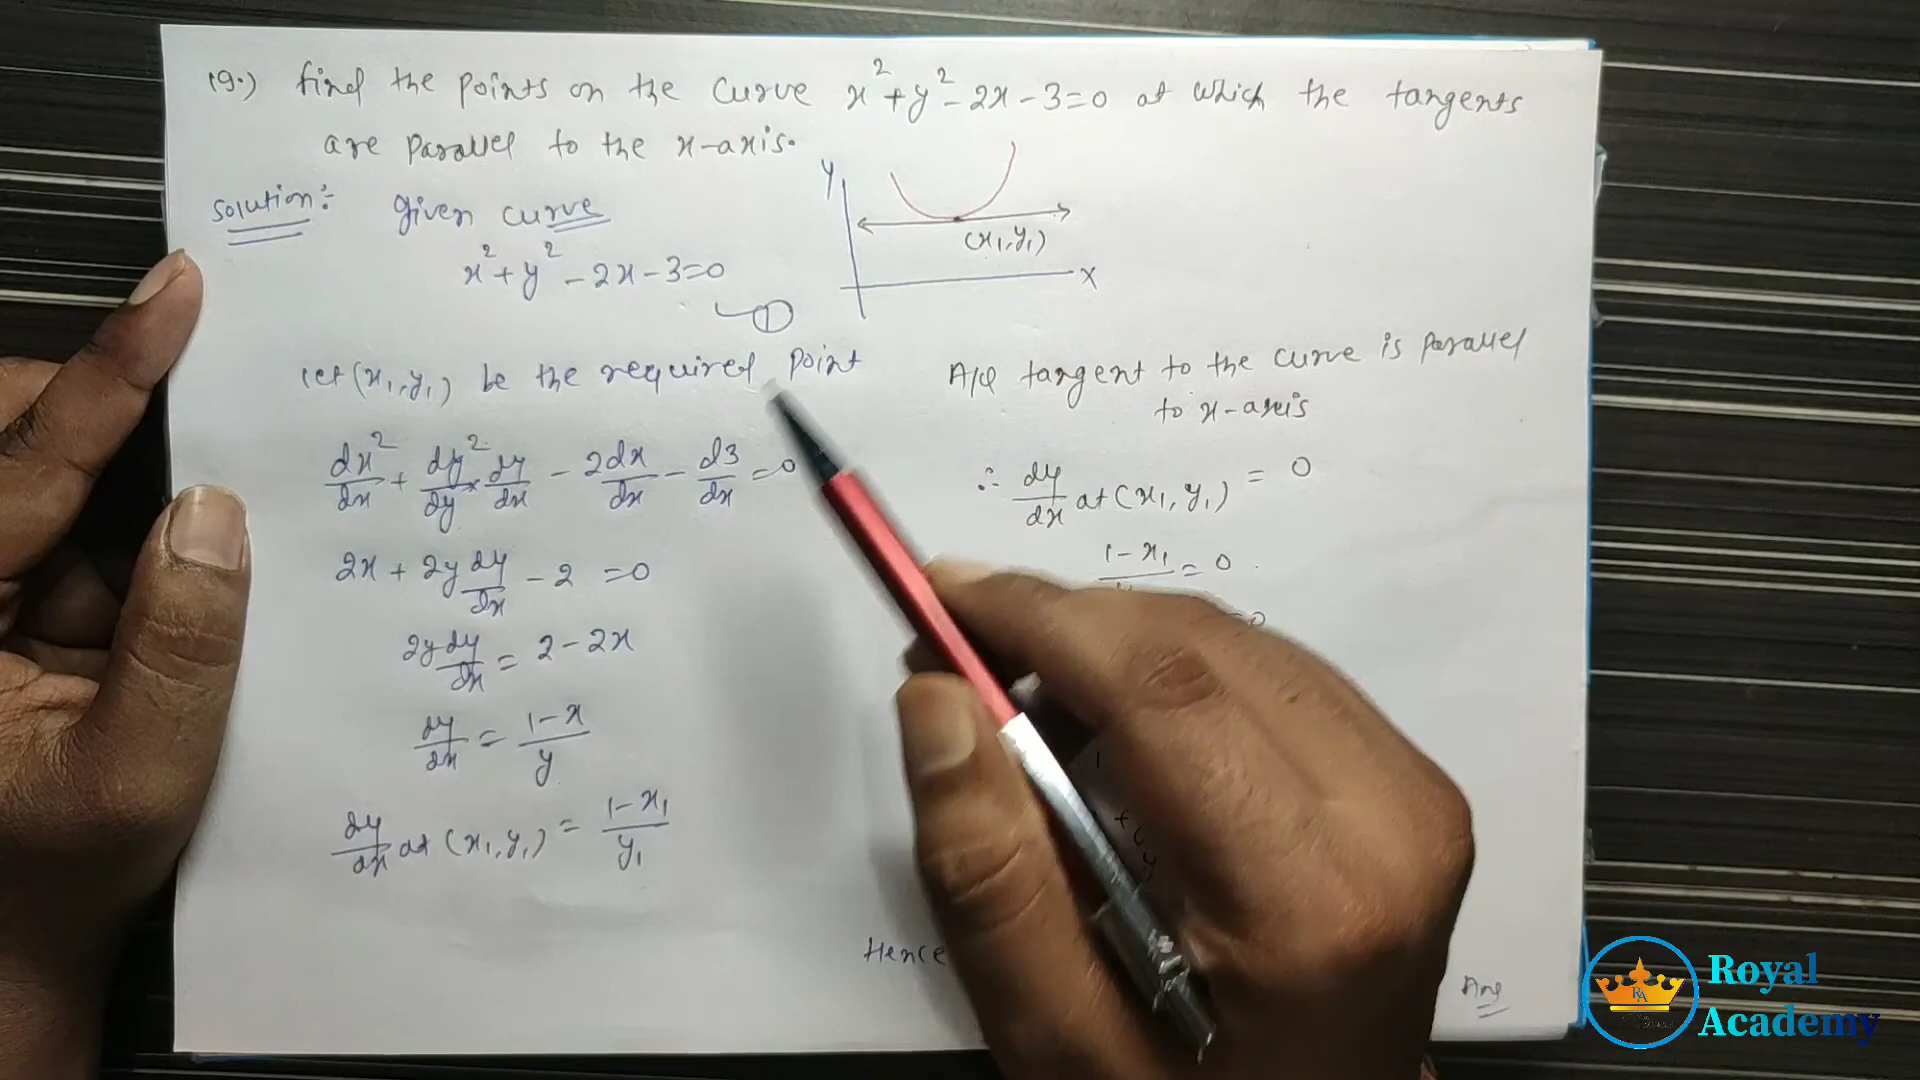 19.) find the points on the curve x²+y²-2x-3=0 at which the tangents
are parallel to the x-axis.
Solution:- Given curve
x²+y²-2x-3=0
①
Y
(x₁,y₁)
X
let (x₁,y₁) be the required point
dx²/dx + dy²/dy × dy/dx - 2dx/dx - d3/dx = 0
2x + 2y dy/dx - 2 = 0
2y dy/dx = 2-2x
dy/dx = 1-x/y
dy/dx at (x₁,y₁) = 1-x₁/y₁
A/Q tangent to the curve is parallel
to x-axis
∴ dy/dx at (x₁,y₁) = 0
1-x₁/ = 0
=0
Hence
Ans
RA
Royal
Academy